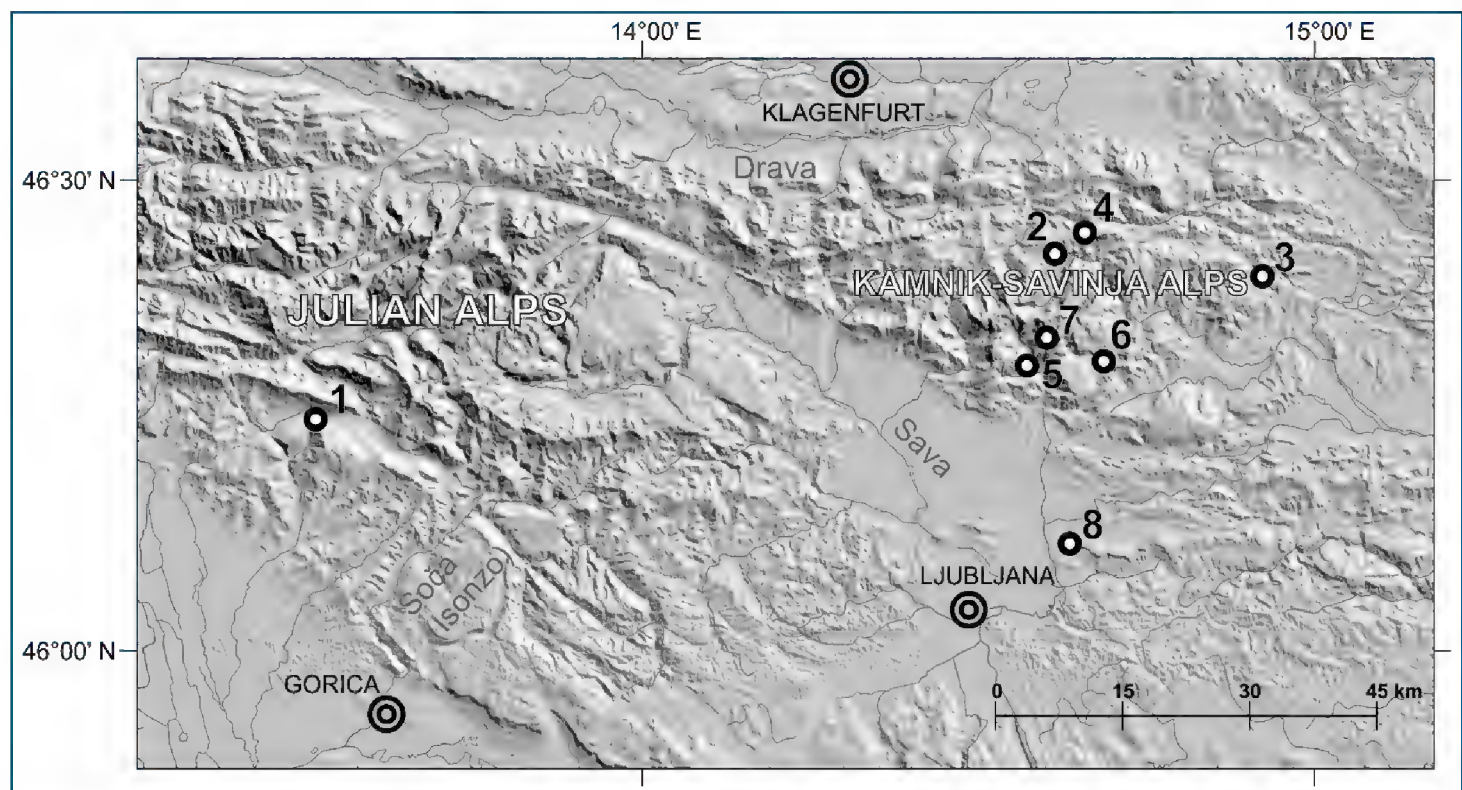 14°00' E
15°00' E
KLAGENFURT
Drava
46°30' N
2
4
3
KAMNIK-SAVINJA ALPS
JULIAN ALPS
7
6
5
1
Sava
8
LJUBLJANA
Soča
Isonzo
46°00' N
GORICA
0 15 30 45 km